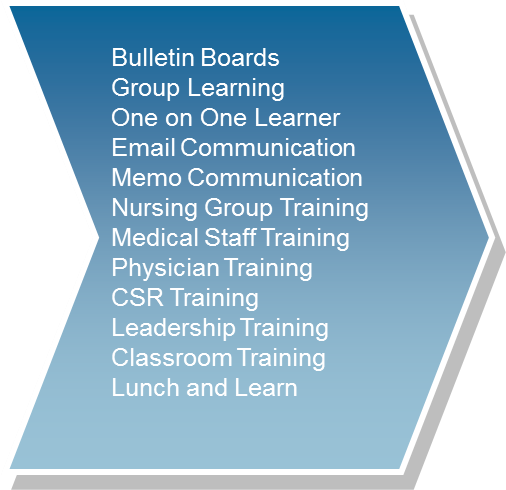 Bulletin Boards
Group Learning
One on One Learner
Email Communication
Memo Communication
Nursing Group Training
Medical Staff Training
Physician Training
CSR Training
Leadership Training
Classroom Training
Lunch and Learn